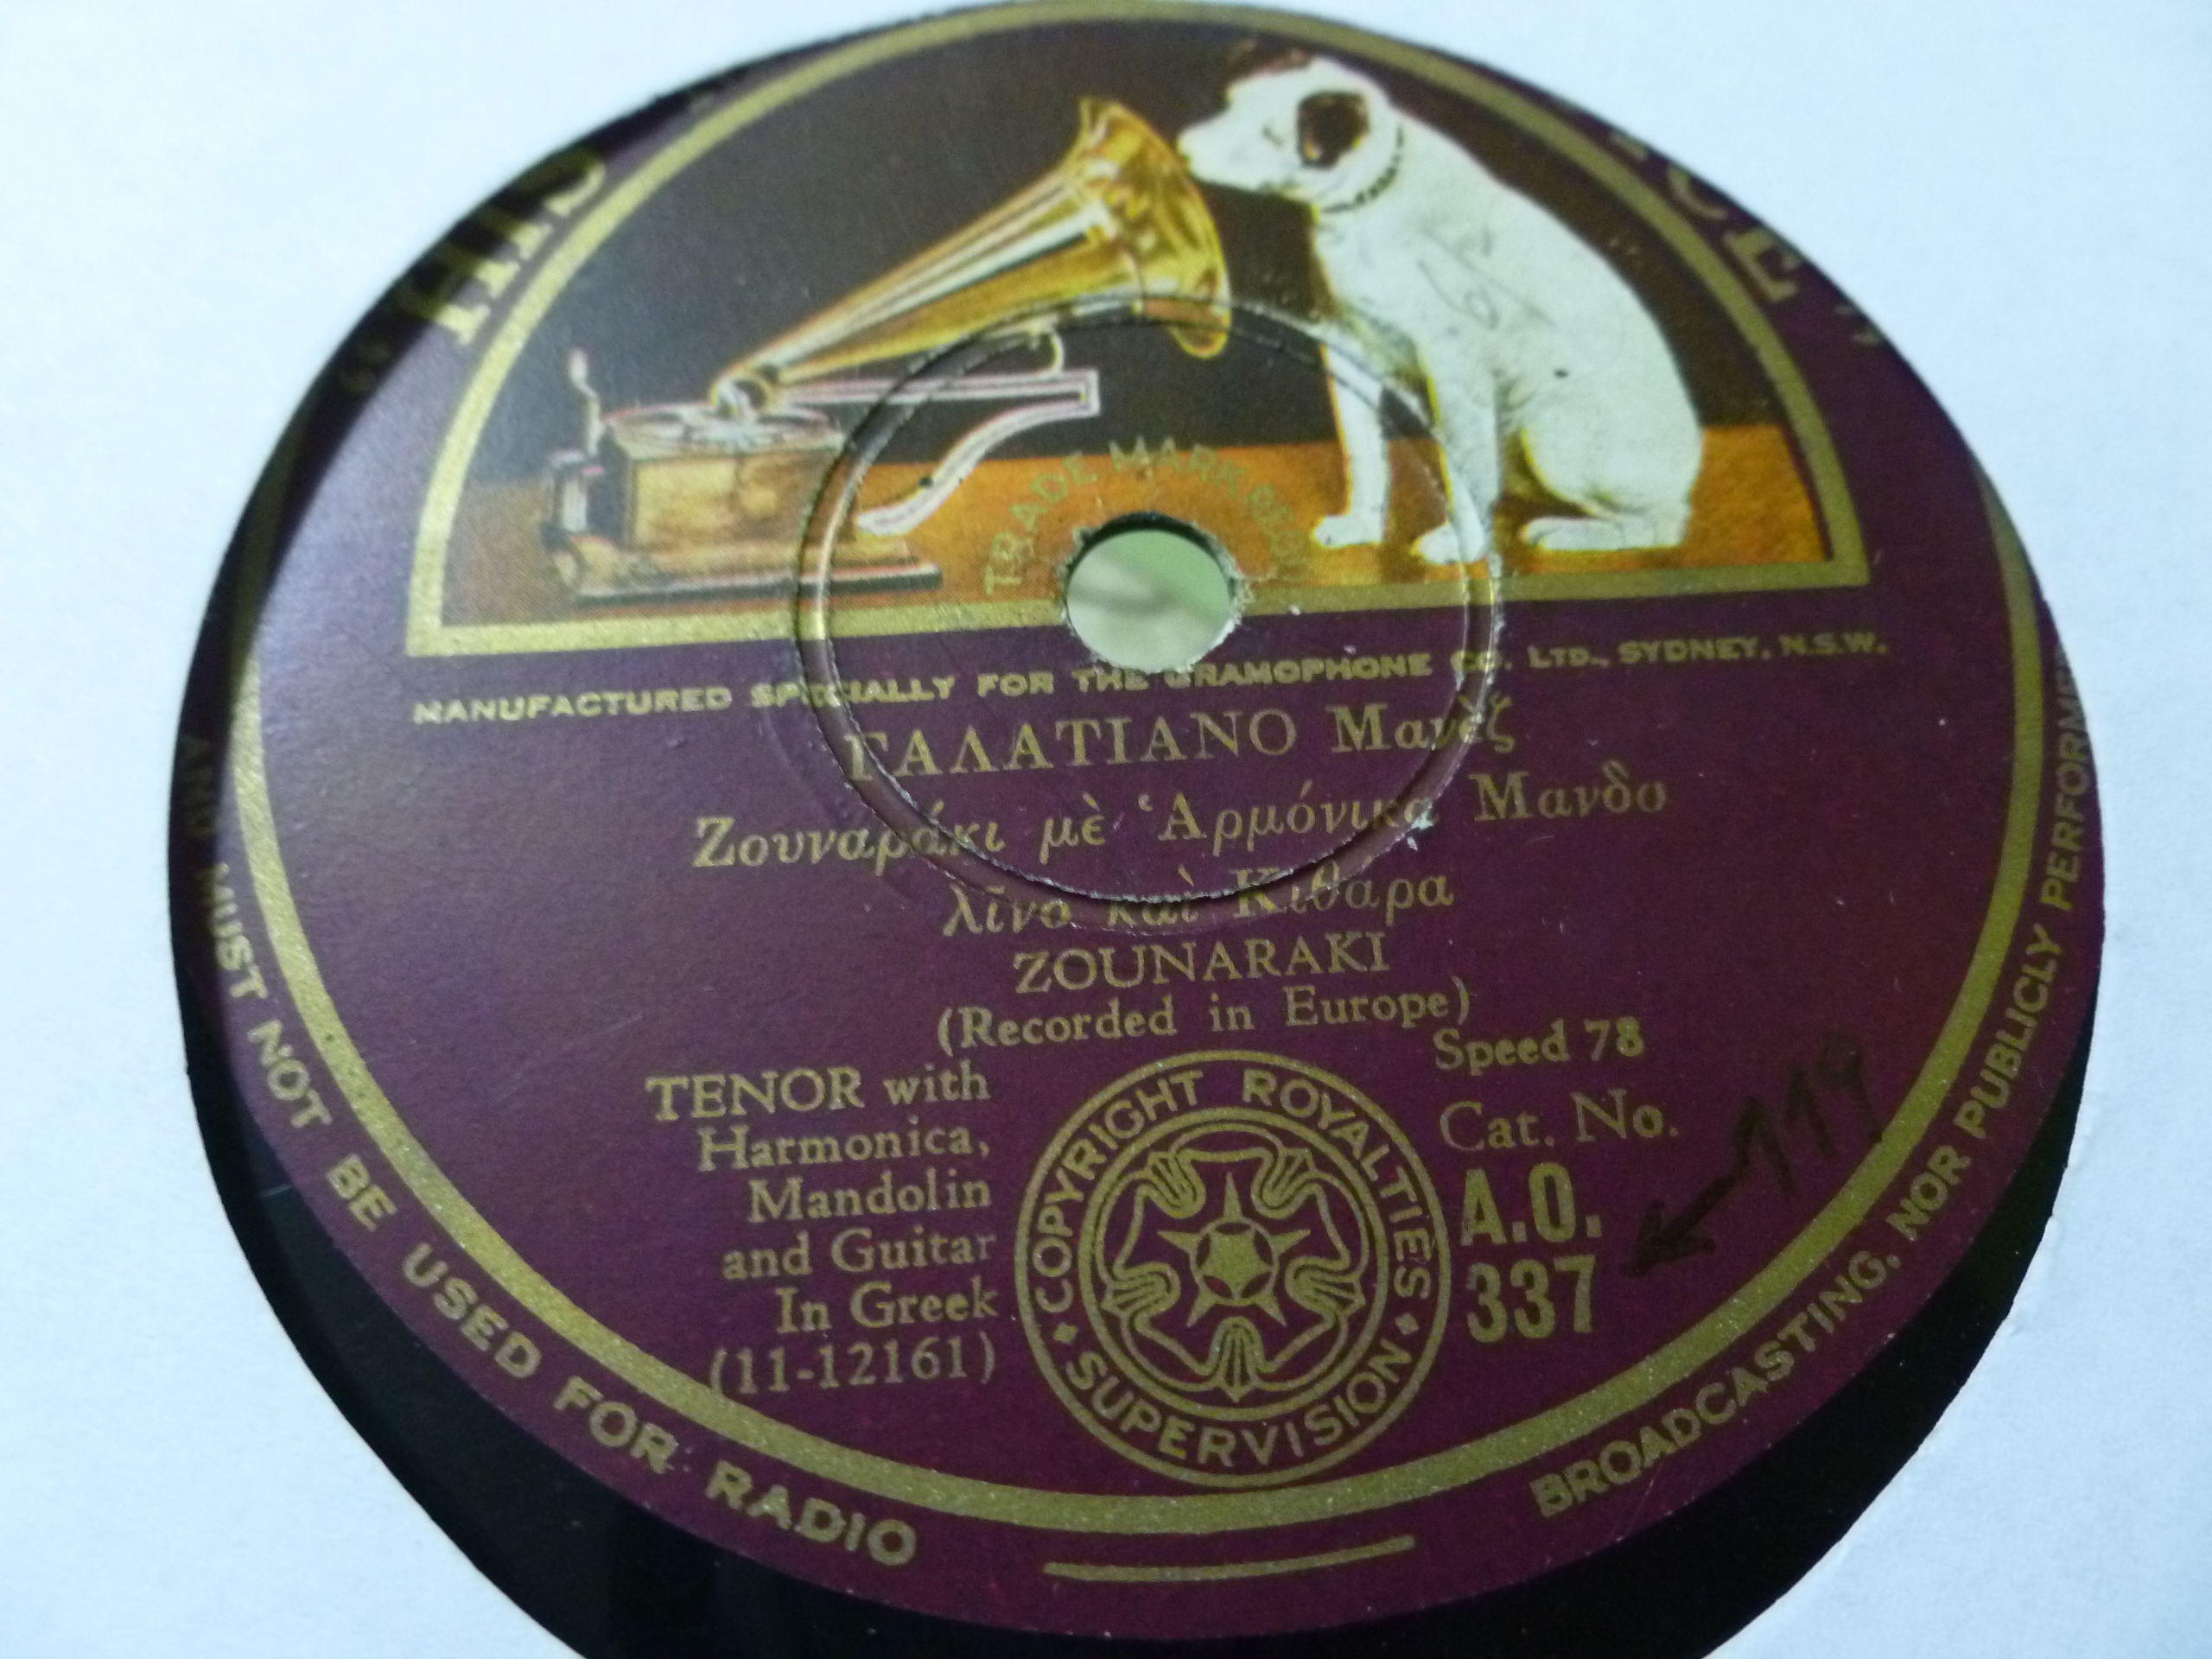 "HIS
TRADE MARK
MANUFACTURED SPECIALLY FOR THE GRAMOPHONE CO. LTD., SYDNEY, N.S.W.
ΓΑΛΑΤΙΑΝΟ Μανὲζ
Ζουναράκι μὲ Ἁρμόνικα Μανδο
λῖνο καὶ Κιθαρα
ZOUNARAKI
(Recorded in Europe)
Speed 78
TENOR with
Harmonica,
Mandolin
and Guitar
In Greek
(11-12161)
COPYRIGHT ROYALTIES
SUPERVISION
Cat. No.
A.O.
337
AND MUST NOT BE USED FOR RADIO
BROADCASTING, NOR PUBLICLY